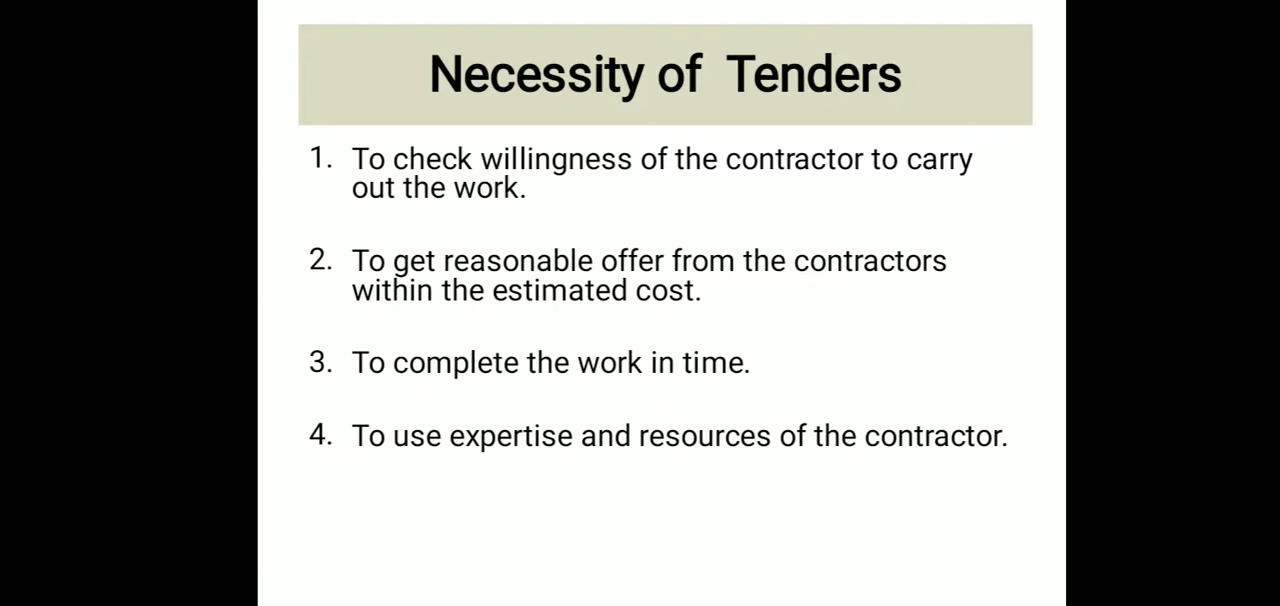 Necessity of Tenders
1. To check willingness of the contractor to carry
out the work.
2. To get reasonable offer from the contractors
within the estimated cost.
3. To complete the work in time.
4. To use expertise and resources of the contractor.